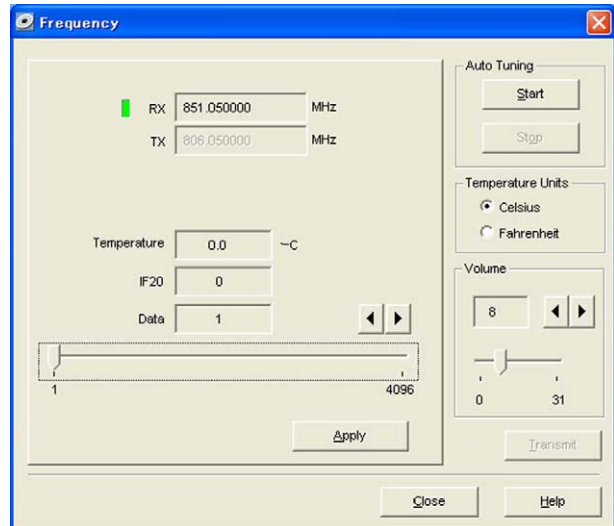 Frequency
RX 851.050000 MHz
TX 806.050000 MHz
Temperature 0.0 ~C
IF20 0
Data 1
1 4096
Apply
Auto Tuning
Start
Stop
Temperature Units
Celsius
Fahrenheit
Volume
8
0 31
Transmit
Close Help